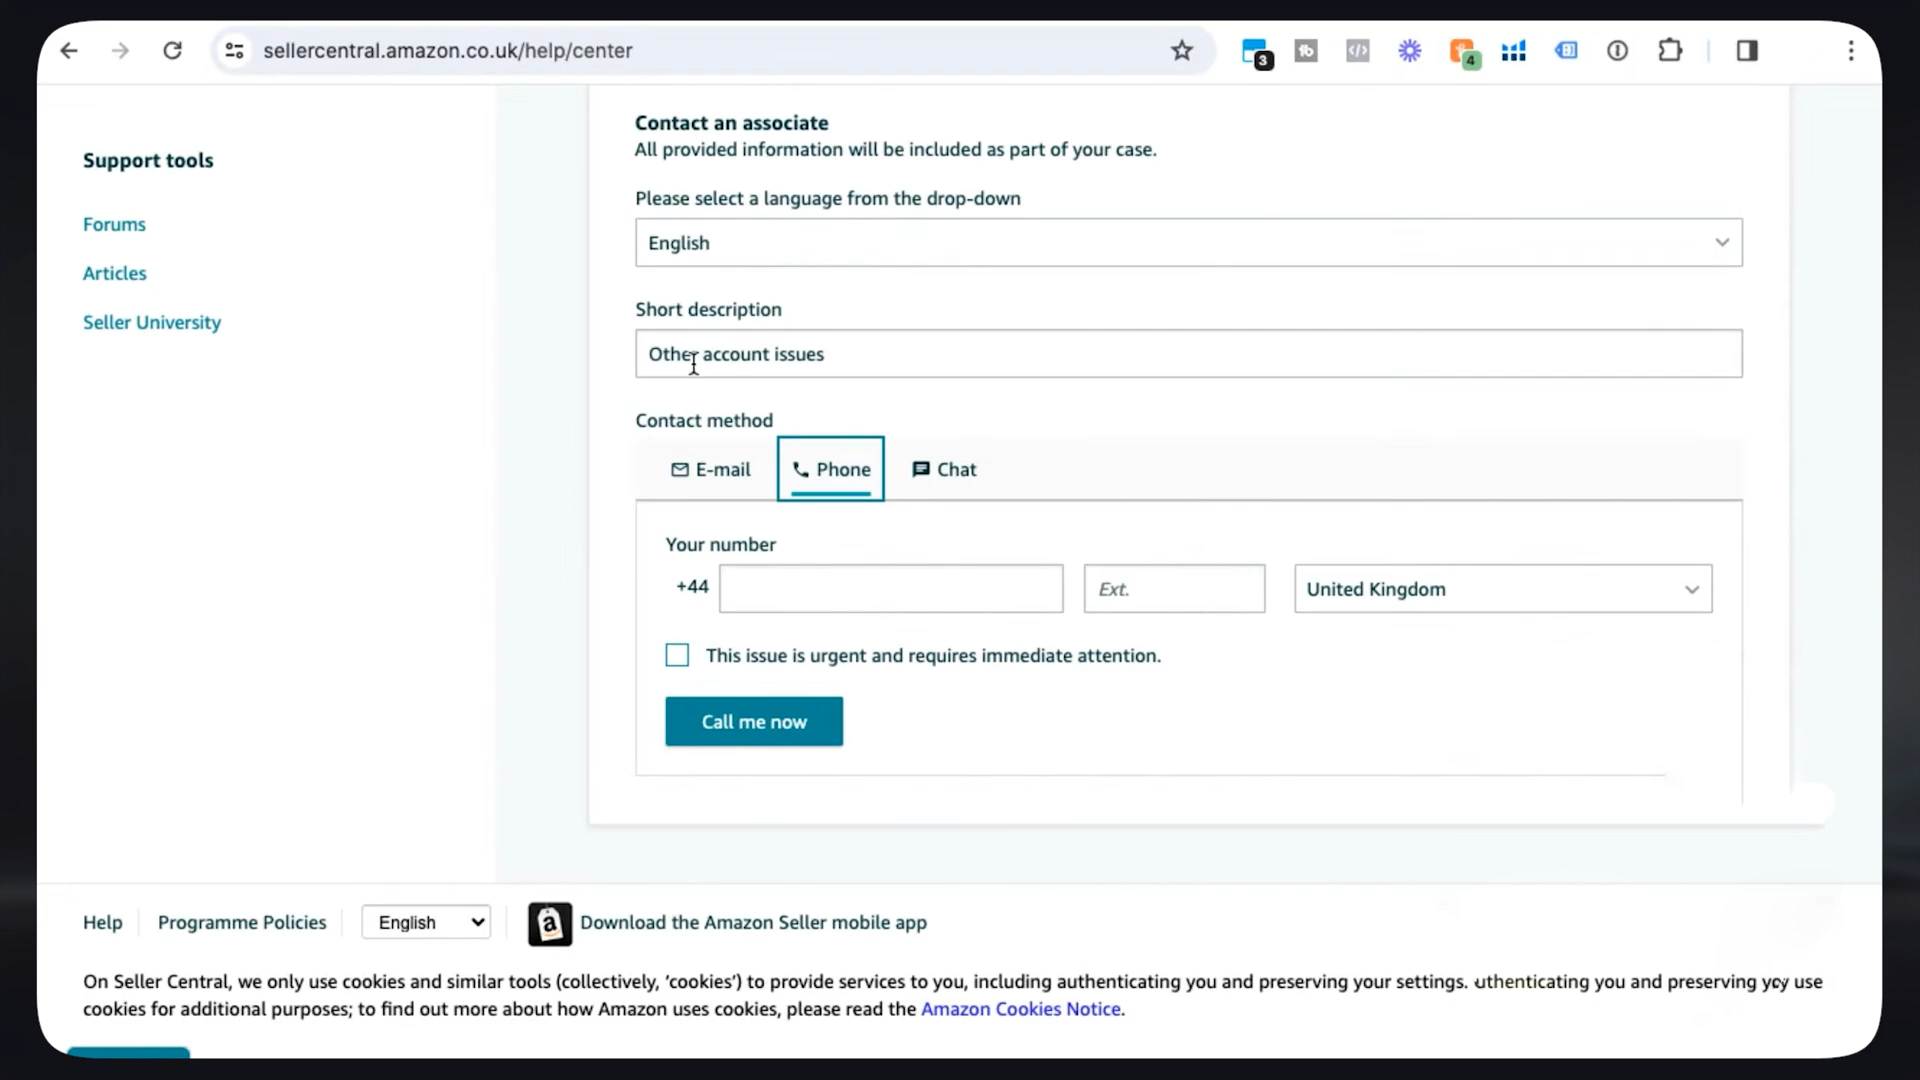 sellercentral.amazon.co.uk/help/center
3
4
Support tools
Forums
Articles
Seller University
Contact an associate
All provided information will be included as part of your case.
Please select a language from the drop-down
English
Short description
Other account issues
Contact method
E-mail
Phone
Chat
Your number
+44
Ext.
United Kingdom
This issue is urgent and requires immediate attention.
Call me now
Help
Programme Policies
English
Download the Amazon Seller mobile app
On Seller Central, we only use cookies and similar tools (collectively, ‘cookies’) to provide services to you, including authenticating you and preserving your settings. uthenticating you and preserving use
cookies for additional purposes; to find out more about how Amazon uses cookies, please read the Amazon Cookies Notice.